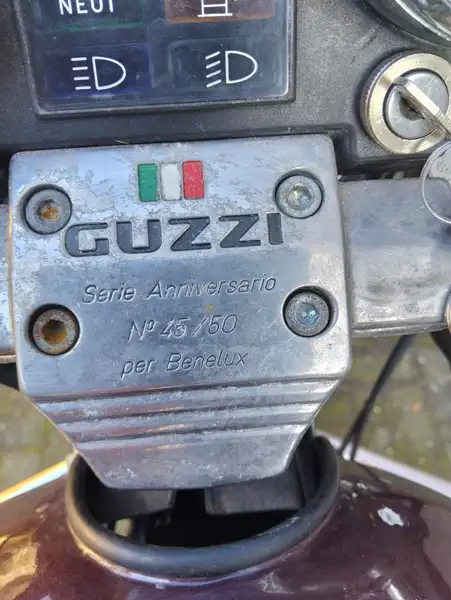 NEUT
GUZZI
Serie Anniversario
Nº 45/50
per Benelux